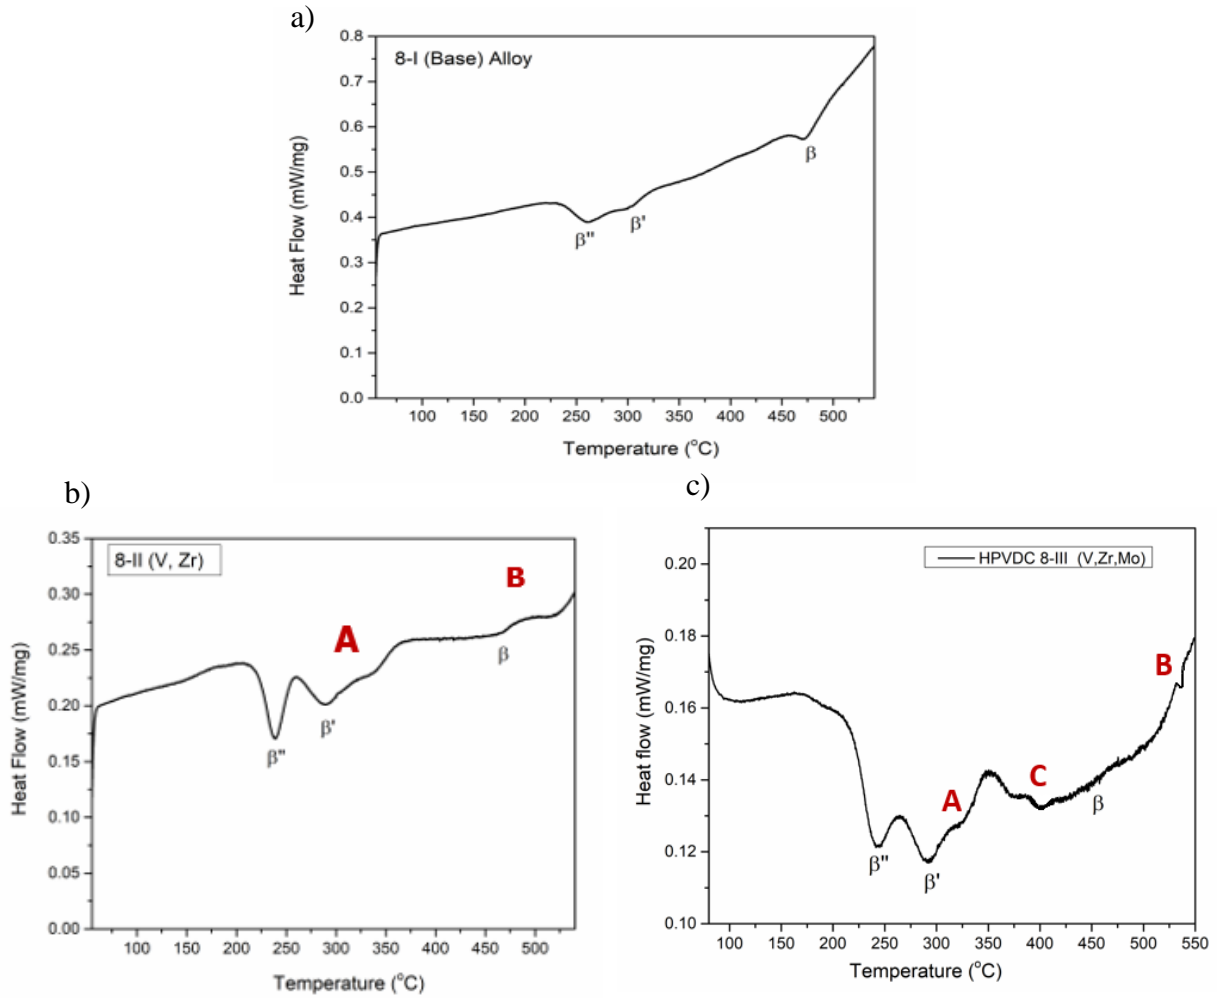 a)
8-I (Base) Alloy
0.8
0.7
0.6
0.5
0.4
0.3
0.2
0.1
0.0
Heat Flow (mW/mg)
β"
β'
β
100 150 200 250 300 350 400 450 500
Temperature (°C)
b)
8-II (V, Zr)
0.35
0.30
0.25
0.20
0.15
0.10
0.05
0.00
Heat Flow (mW/mg)
B
A
β
β'
β"
100 150 200 250 300 350 400 450 500
Temperature (°C)
c)
HPVDC 8-III (V,Zr,Mo)
0.20
0.18
0.16
0.14
0.12
0.10
Heat flow (mW/mg)
B
C
A
β
β"
β'
100 150 200 250 300 350 400 450 500 550
Temperature (°C)